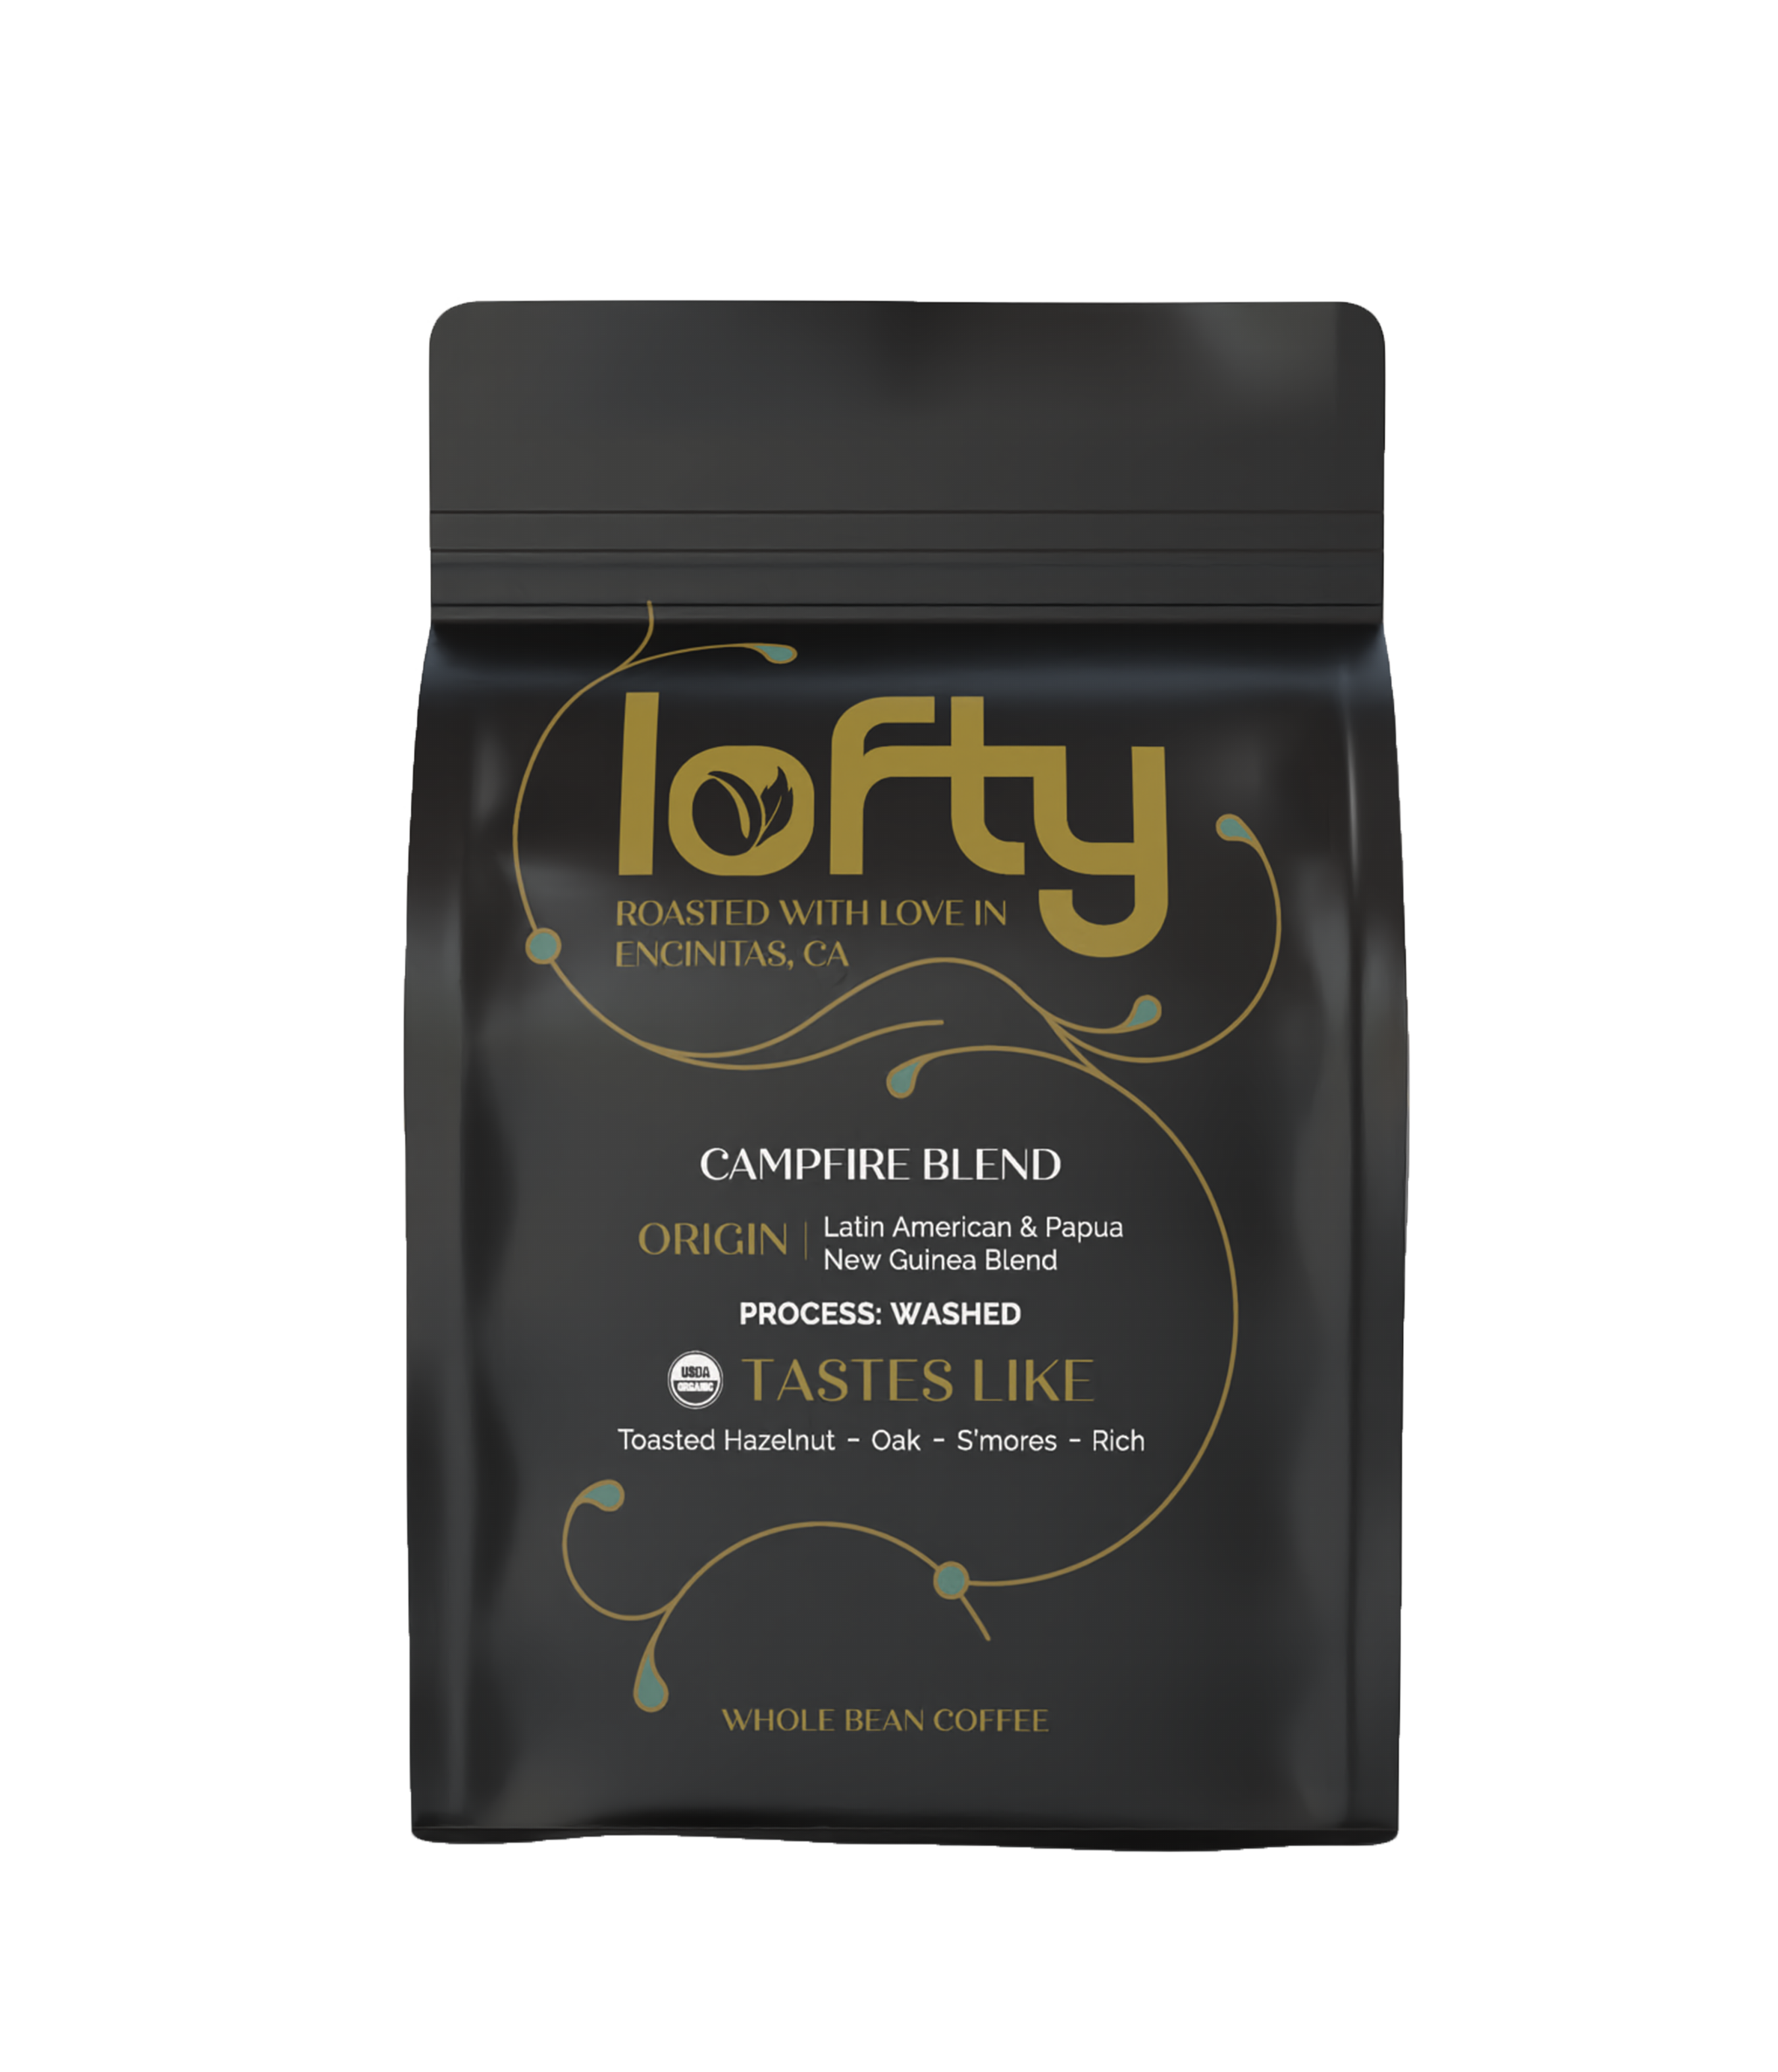 lofty
ROASTED WITH LOVE IN
ENCINITAS, CA
CAMPFIRE BLEND
ORIGIN
Latin American & Papua
New Guinea Blend
PROCESS: WASHED
USDA
ORGANIC
TASTES LIKE
Toasted Hazelnut - Oak - S'mores - Rich
WHOLE BEAN COFFEE